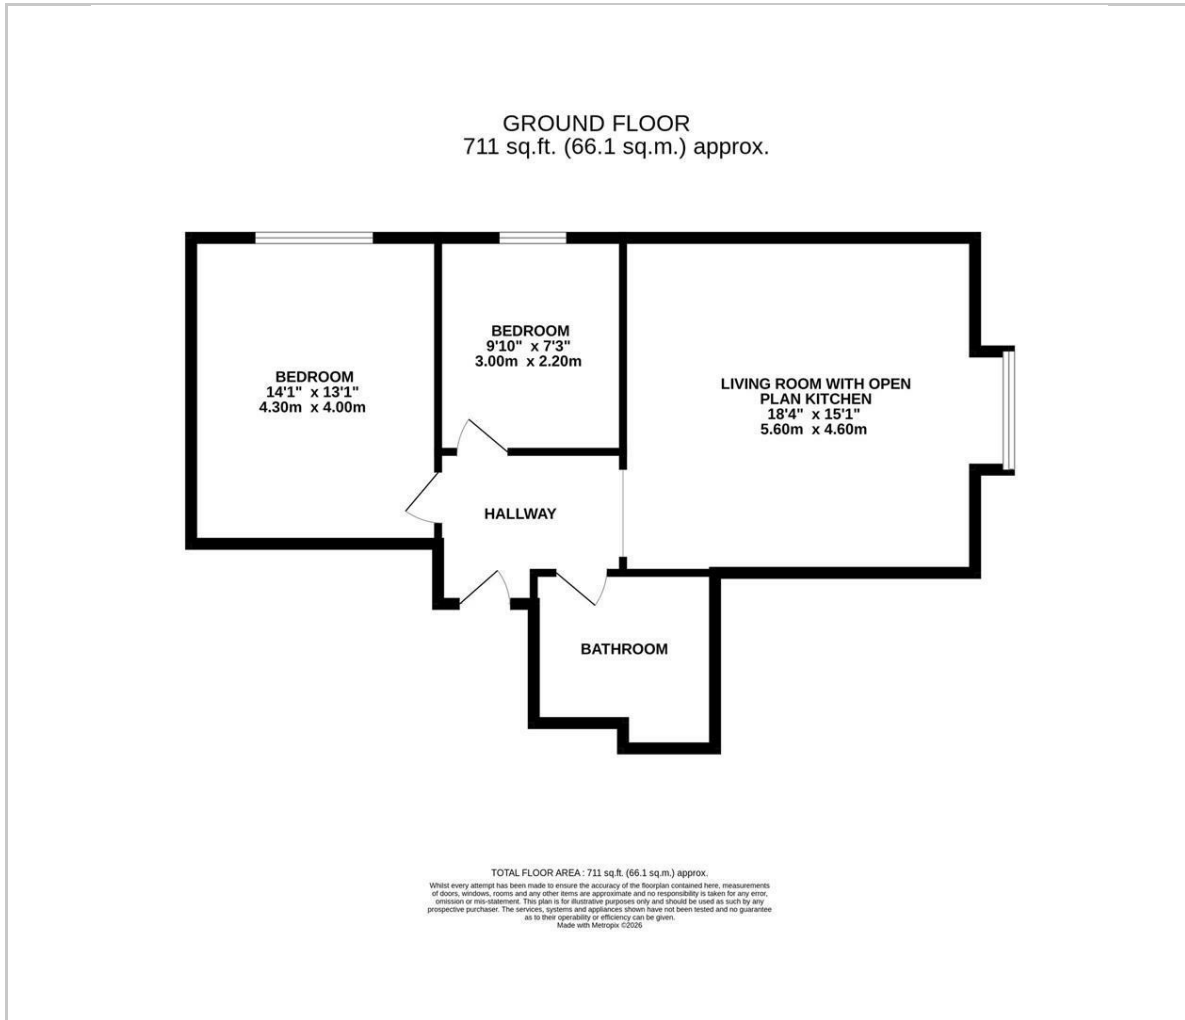 GROUND FLOOR
711 sq.ft. (66.1 sq.m.) approx.
BEDROOM
9'10" x 7'3"
3.00m x 2.20m
BEDROOM
14'1" x 13'1"
4.30m x 4.00m
LIVING ROOM WITH OPEN
PLAN KITCHEN
18'4" x 15'1"
5.60m x 4.60m
HALLWAY
BATHROOM
TOTAL FLOOR AREA : 711 sq.ft. (66.1 sq.m.) approx.
Whilst every attempt has been made to ensure the accuracy of the floorplan contained here, measurements
of doors, windows, rooms and any other items are approximate and no responsibility is taken for any error,
omission or mis-statement. This plan is for illustrative purposes only and should be used as such by any
prospective purchaser. The services, systems and appliances shown have not been tested and no guarantee
as to their operability or efficiency can be given.
Made with Metropix ©2026